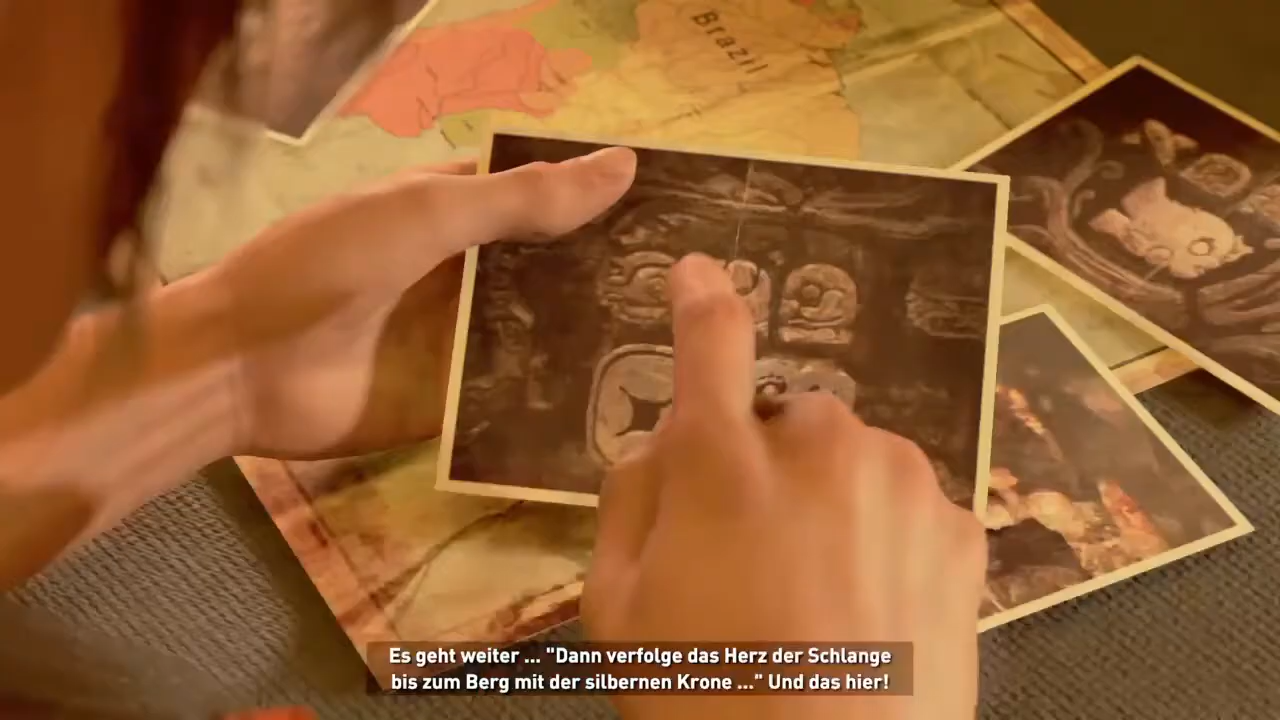 Brazil
Es geht weiter ... "Dann verfolge das Herz der Schlange
bis zum Berg mit der silbernen Krone ..." Und das hier!